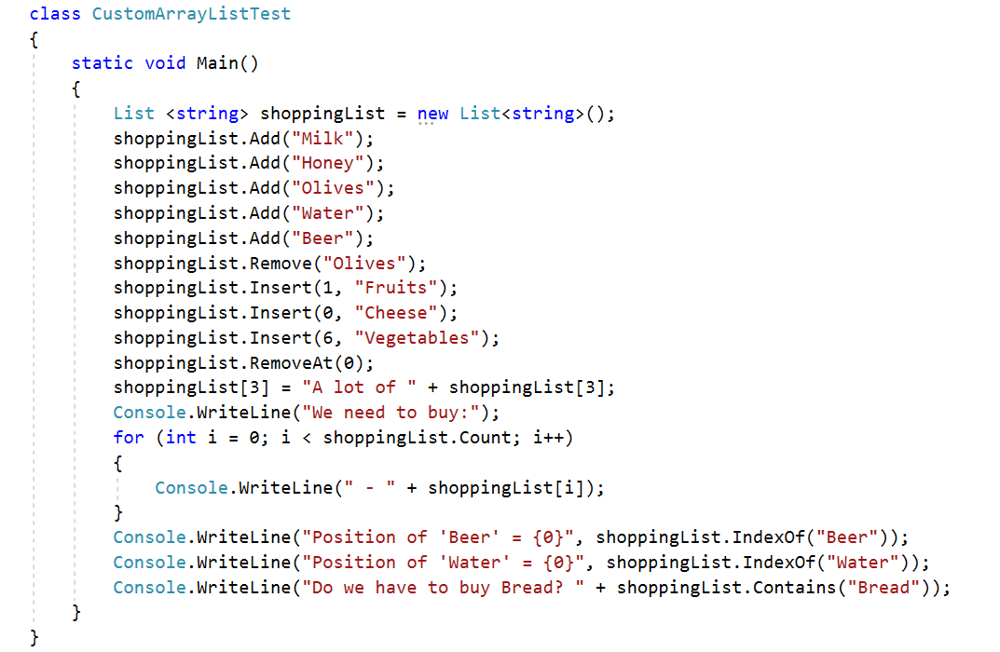 class CustomArrayListTest
{
    static void Main()
    {
        List <string> shoppingList = new List<string>();
        shoppingList.Add("Milk");
        shoppingList.Add("Honey");
        shoppingList.Add("Olives");
        shoppingList.Add("Water");
        shoppingList.Add("Beer");
        shoppingList.Remove("Olives");
        shoppingList.Insert(1, "Fruits");
        shoppingList.Insert(0, "Cheese");
        shoppingList.Insert(6, "Vegetables");
        shoppingList.RemoveAt(0);
        shoppingList[3] = "A lot of " + shoppingList[3];
        Console.WriteLine("We need to buy:");
        for (int i = 0; i < shoppingList.Count; i++)
        {
            Console.WriteLine(" - " + shoppingList[i]);
        }
        Console.WriteLine("Position of 'Beer' = {0}", shoppingList.IndexOf("Beer"));
        Console.WriteLine("Position of 'Water' = {0}", shoppingList.IndexOf("Water"));
        Console.WriteLine("Do we have to buy Bread? " + shoppingList.Contains("Bread"));
    }
}